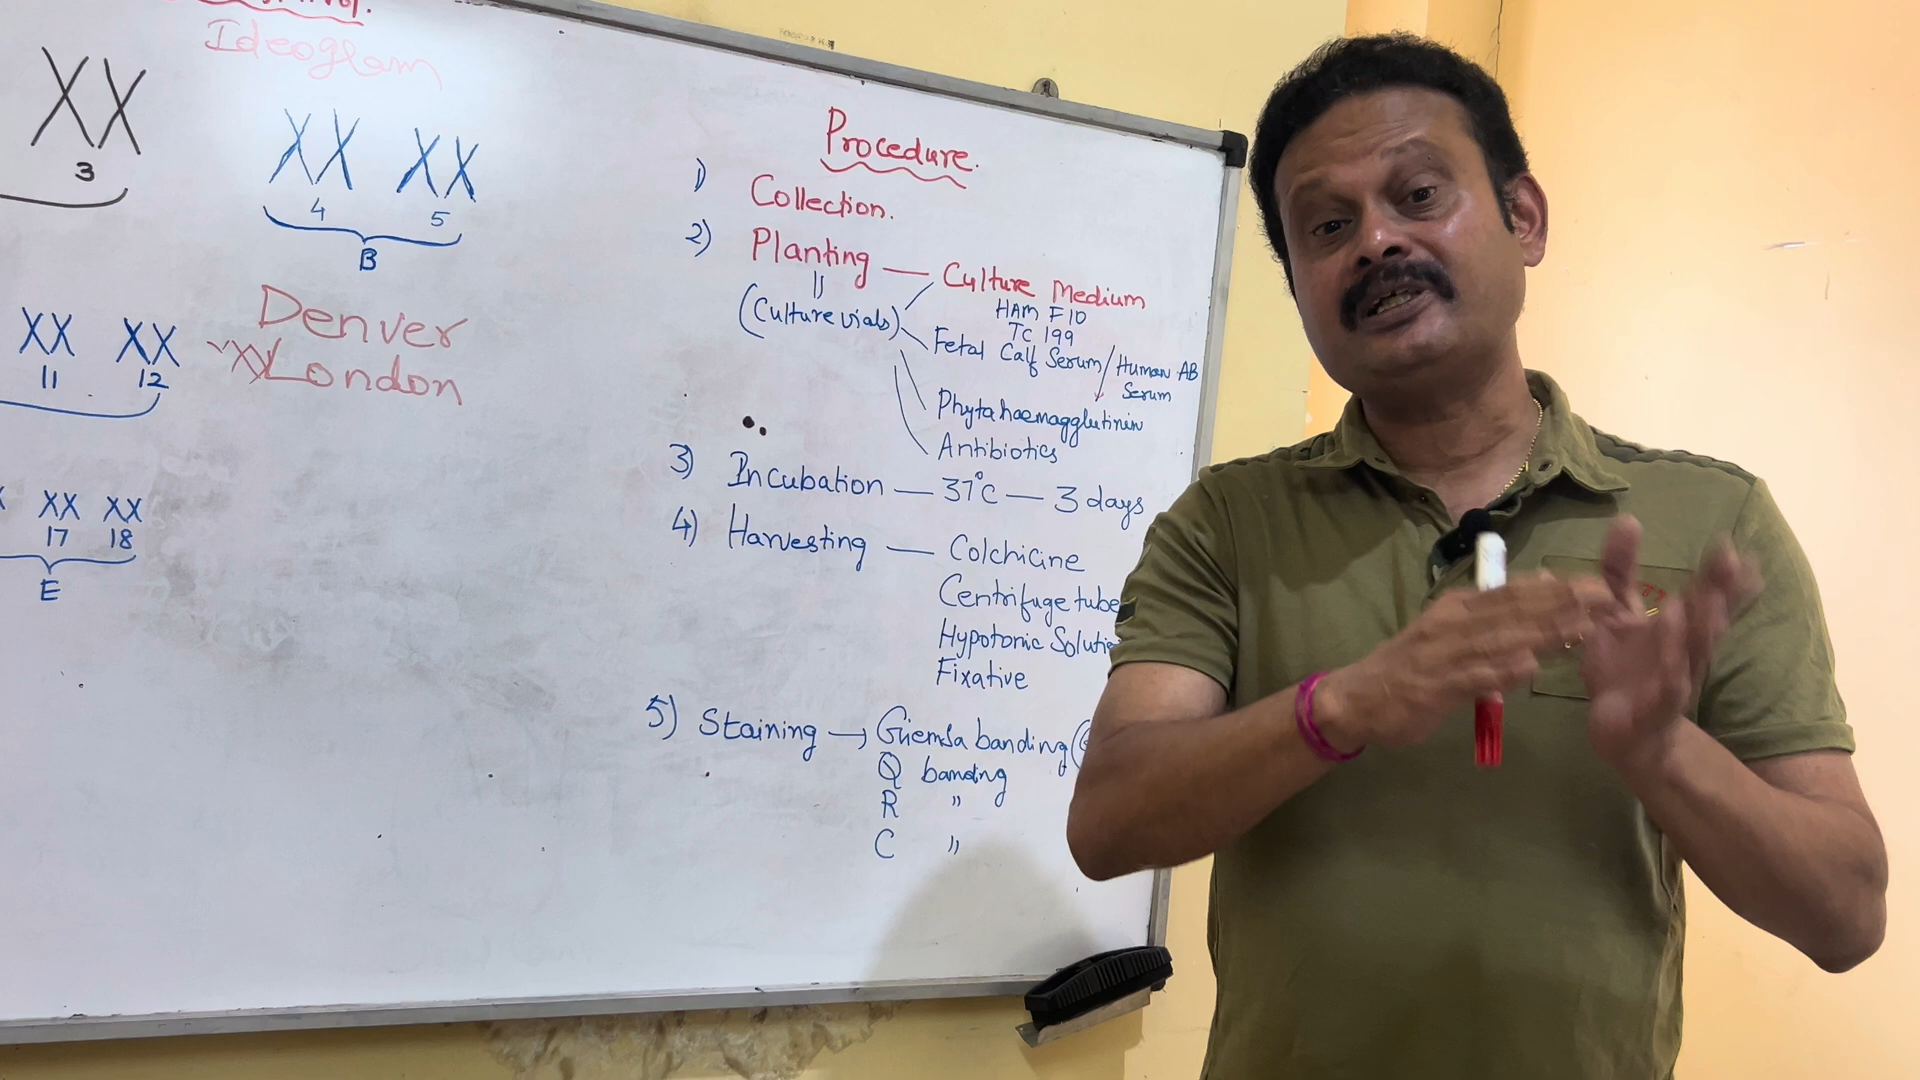 Ideogram
XX XX XX
3 4 5
B
XX XX
11 12
Denver
London
XX XX
17 18
E
Procedure.
1) Collection.
2) Planting — Culture Medium
(Culture vials)
HAM F10
TC 199
Fetal Calf Serum / Human AB
Serum
Phytahaemagglutinin
Antibiotics
3) Incubation — 37°C — 3 days
4) Harvesting — Colchicine
Centrifuge tube
Hypotonic
Fixative
5) Staining → Giemsa banding
Q banding
R "
C "